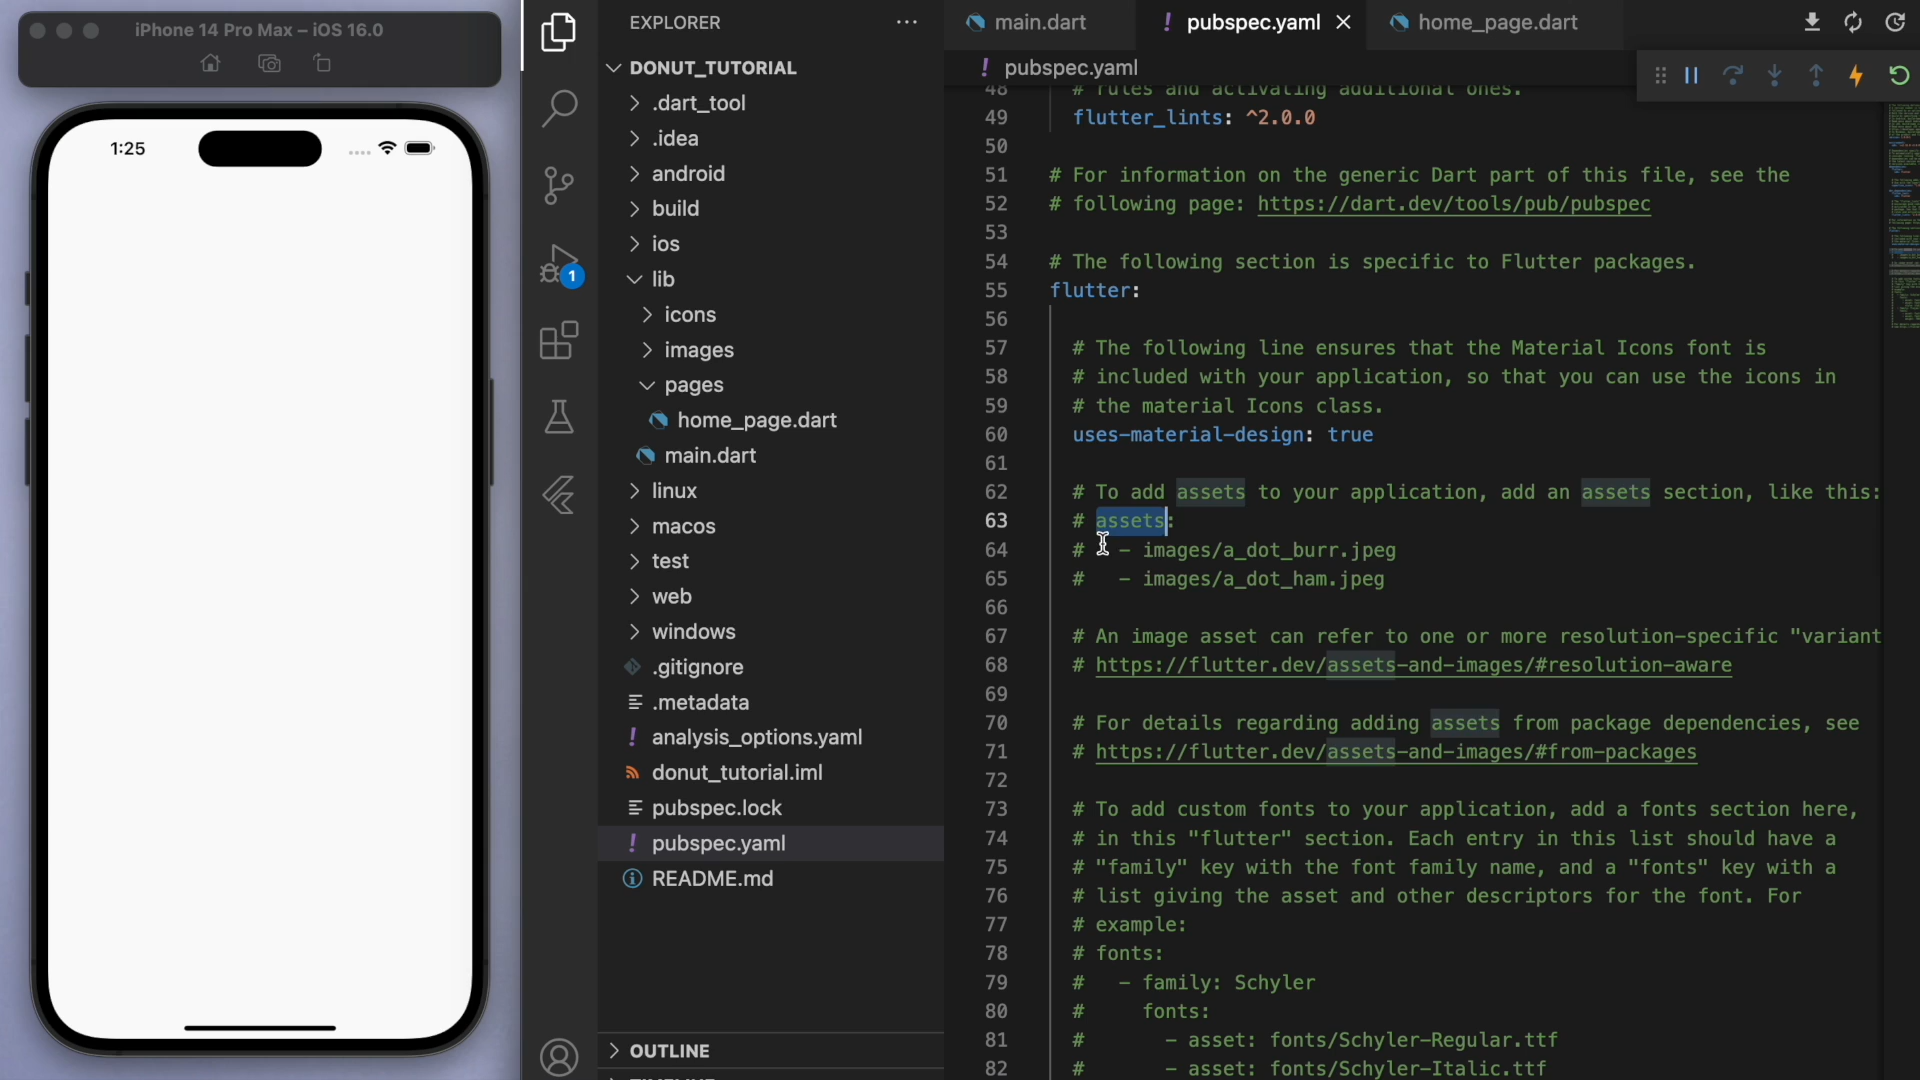 iPhone 14 Pro Max – iOS 16.0
1:25
1
EXPLORER
DONUT_TUTORIAL
.dart_tool
.idea
android
build
ios
lib
icons
images
pages
home_page.dart
main.dart
linux
macos
test
web
windows
.gitignore
.metadata
analysis_options.yaml
donut_tutorial.iml
pubspec.lock
pubspec.yaml
README.md
OUTLINE
main.dart
pubspec.yaml
home_page.dart
pubspec.yaml
48 # rules and activating additional ones.
49 flutter_lints: ^2.0.0
50
51 # For information on the generic Dart part of this file, see the
52 # following page: https://dart.dev/tools/pub/pubspec
53
54 # The following section is specific to Flutter packages.
55 flutter:
56
57 # The following line ensures that the Material Icons font is
58 # included with your application, so that you can use the icons in
59 # the material Icons class.
60 uses-material-design: true
61
62 # To add assets to your application, add an assets section, like this:
63 # assets:
64 # - images/a_dot_burr.jpeg
65 # - images/a_dot_ham.jpeg
66
67 # An image asset can refer to one or more resolution-specific "variant
68 # https://flutter.dev/assets-and-images/#resolution-aware
69
70 # For details regarding adding assets from package dependencies, see
71 # https://flutter.dev/assets-and-images/#from-packages
72
73 # To add custom fonts to your application, add a fonts section here,
74 # in this "flutter" section. Each entry in this list should have a
75 # "family" key with the font family name, and a "fonts" key with a
76 # list giving the asset and other descriptors for the font. For
77 # example:
78 # fonts:
79 # - family: Schyler
80 # fonts:
81 # - asset: fonts/Schyler-Regular.ttf
82 # - asset: fonts/Schyler-Italic.ttf